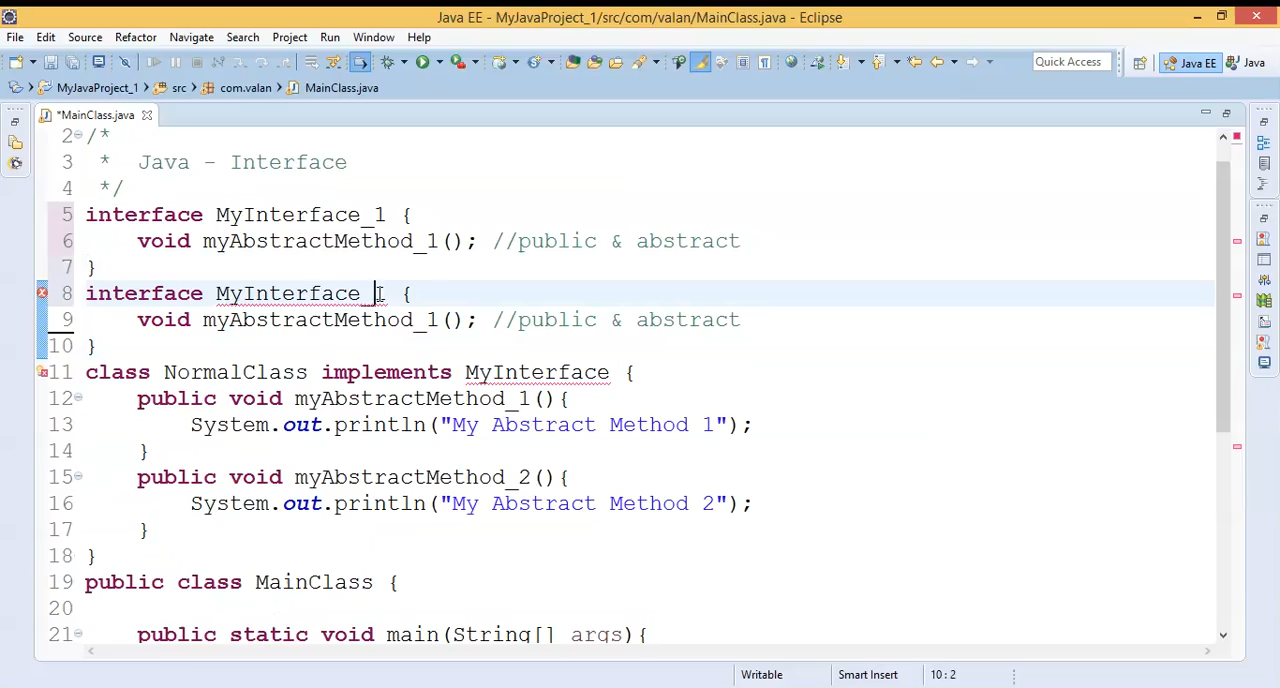 Java EE - MyJavaProject_1/src/com/valan/MainClass.java - Eclipse
File Edit Source Refactor Navigate Search Project Run Window Help
Quick Access Java EE Java
MyJavaProject_1 src com.valan MainClass.java
*MainClass.java
2 /*
3 * Java - Interface
4 */
5 interface MyInterface_1 {
6 void myAbstractMethod_1(); //public & abstract
7 }
8 interface MyInterface_ {
9 void myAbstractMethod_1(); //public & abstract
10 }
11 class NormalClass implements MyInterface {
12 public void myAbstractMethod_1(){
13 System.out.println("My Abstract Method 1");
14 }
15 public void myAbstractMethod_2(){
16 System.out.println("My Abstract Method 2");
17 }
18 }
19 public class MainClass {
20
21 public static void main(String[] args){
Writable Smart Insert 10 : 2